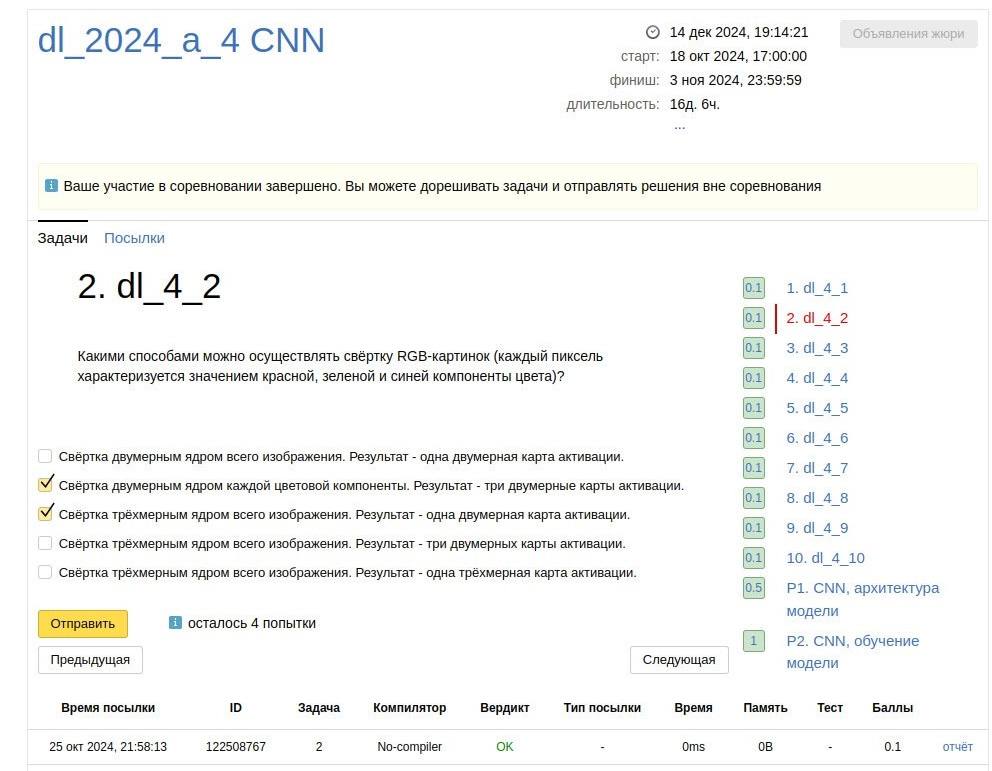 dl_2024_a_4 CNN
14 дек 2024, 19:14:21
Объявления жюри
старт: 18 окт 2024, 17:00:00
финиш: 3 ноя 2024, 23:59:59
длительность: 16д. 6ч.
...
Ваше участие в соревновании завершено. Вы можете дорешивать задачи и отправлять решения вне соревнования
Задачи Посылки
2. dl_4_2
Какими способами можно осуществлять свёртку RGB-картинок (каждый пиксель
характеризуется значением красной, зеленой и синей компоненты цвета)?
Свёртка двумерным ядром всего изображения. Результат - одна двумерная карта активации.
Свёртка двумерным ядром каждой цветовой компоненты. Результат - три двумерные карты активации.
Свёртка трёхмерным ядром всего изображения. Результат - одна двумерная карта активации.
Свёртка трёхмерным ядром всего изображения. Результат - три двумерных карты активации.
Свёртка трёхмерным ядром всего изображения. Результат - одна трёхмерная карта активации.
Отправить осталось 4 попытки
Предыдущая Следующая
0.1 1. dl_4_1
0.1 2. dl_4_2
0.1 3. dl_4_3
0.1 4. dl_4_4
0.1 5. dl_4_5
0.1 6. dl_4_6
0.1 7. dl_4_7
0.1 8. dl_4_8
0.1 9. dl_4_9
0.1 10. dl_4_10
0.5 P1. CNN, архитектура
модели
1 P2. CNN, обучение
модели
Время посылки ID Задача Компилятор Вердикт Тип посылки Время Память Тест Баллы
25 окт 2024, 21:58:13 122508767 2 No-compiler OK - 0ms 0B - 0.1 отчёт